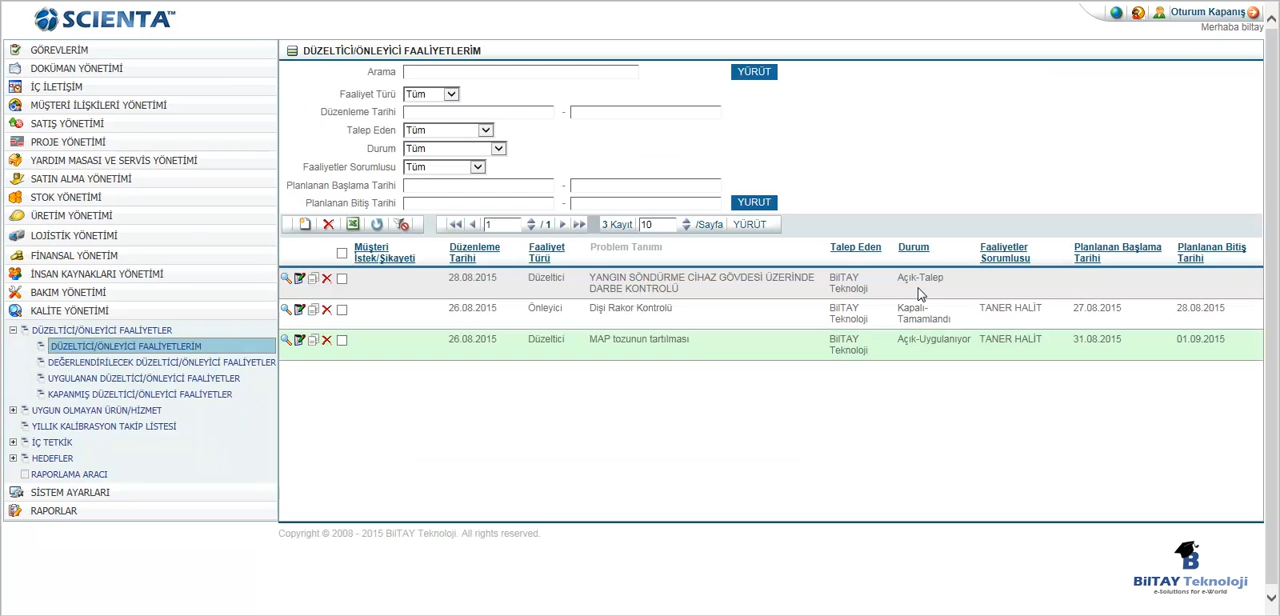 SCIENTA™
Oturum Kapanış
Merhaba biltay
GÖREVLERİM
DOKÜMAN YÖNETİMİ
İÇ İLETİŞİM
MÜŞTERİ İLİŞKİLERİ YÖNETİMİ
SATIŞ YÖNETİMİ
PROJE YÖNETİMİ
YARDIM MASASI VE SERVİS YÖNETİMİ
SATIN ALMA YÖNETİMİ
STOK YÖNETİMİ
ÜRETİM YÖNETİMİ
LOJİSTİK YÖNETİMİ
FİNANSAL YÖNETİM
İNSAN KAYNAKLARI YÖNETİMİ
BAKIM YÖNETİMİ
KALİTE YÖNETİMİ
DÜZELTİCİ/ÖNLEYİCİ FAALİYETLER
DÜZELTİCİ/ÖNLEYİCİ FAALİYETLERİM
DEĞERLENDİRİLECEK DÜZELTİCİ/ÖNLEYİCİ FAALİYETLER
UYGULANAN DÜZELTİCİ/ÖNLEYİCİ FAALİYETLER
KAPANMIŞ DÜZELTİCİ/ÖNLEYİCİ FAALİYETLER
UYGUN OLMAYAN ÜRÜN/HİZMET
YILLIK KALİBRASYON TAKİP LİSTESİ
İÇ TETKİK
HEDEFLER
RAPORLAMA ARACI
SİSTEM AYARLARI
RAPORLAR
DÜZELTİCİ/ÖNLEYİCİ FAALİYETLERİM
Arama YÜRÜT
Faaliyet Türü Tüm
Düzenleme Tarihi -
Talep Eden Tüm
Durum Tüm
Faaliyetler Sorumlusu Tüm
Planlanan Başlama Tarihi -
Planlanan Bitiş Tarihi - YÜRÜT
1 / 1 3 Kayıt 10 /Sayfa YÜRÜT
Müşteri Düzenleme Faaliyet Problem Tanımı Talep Eden Durum Faaliyetler Planlanan Başlama Planlanan Bitiş
İstek/Şikayeti Tarihi Türü Sorumlusu Tarihi Tarihi
28.08.2015 Düzeltici YANGIN SÖNDÜRME CİHAZ GÖVDESİ ÜZERİNDE BilTAY Açık-Talep
DARBE KONTROLÜ Teknoloji
26.08.2015 Önleyici Dişi Rakor Kontrolü BilTAY Kapalı- TANER HALİT 27.08.2015 28.08.2015
Teknoloji Tamamlandı
26.08.2015 Düzeltici MAP tozunun tartılması BilTAY Açık-Uygulanıyor TANER HALİT 31.08.2015 01.09.2015
Teknoloji
Copyright © 2008 - 2015 BilTAY Teknoloji. All rights reserved.
BilTAY Teknoloji
e-Solutions for e-World